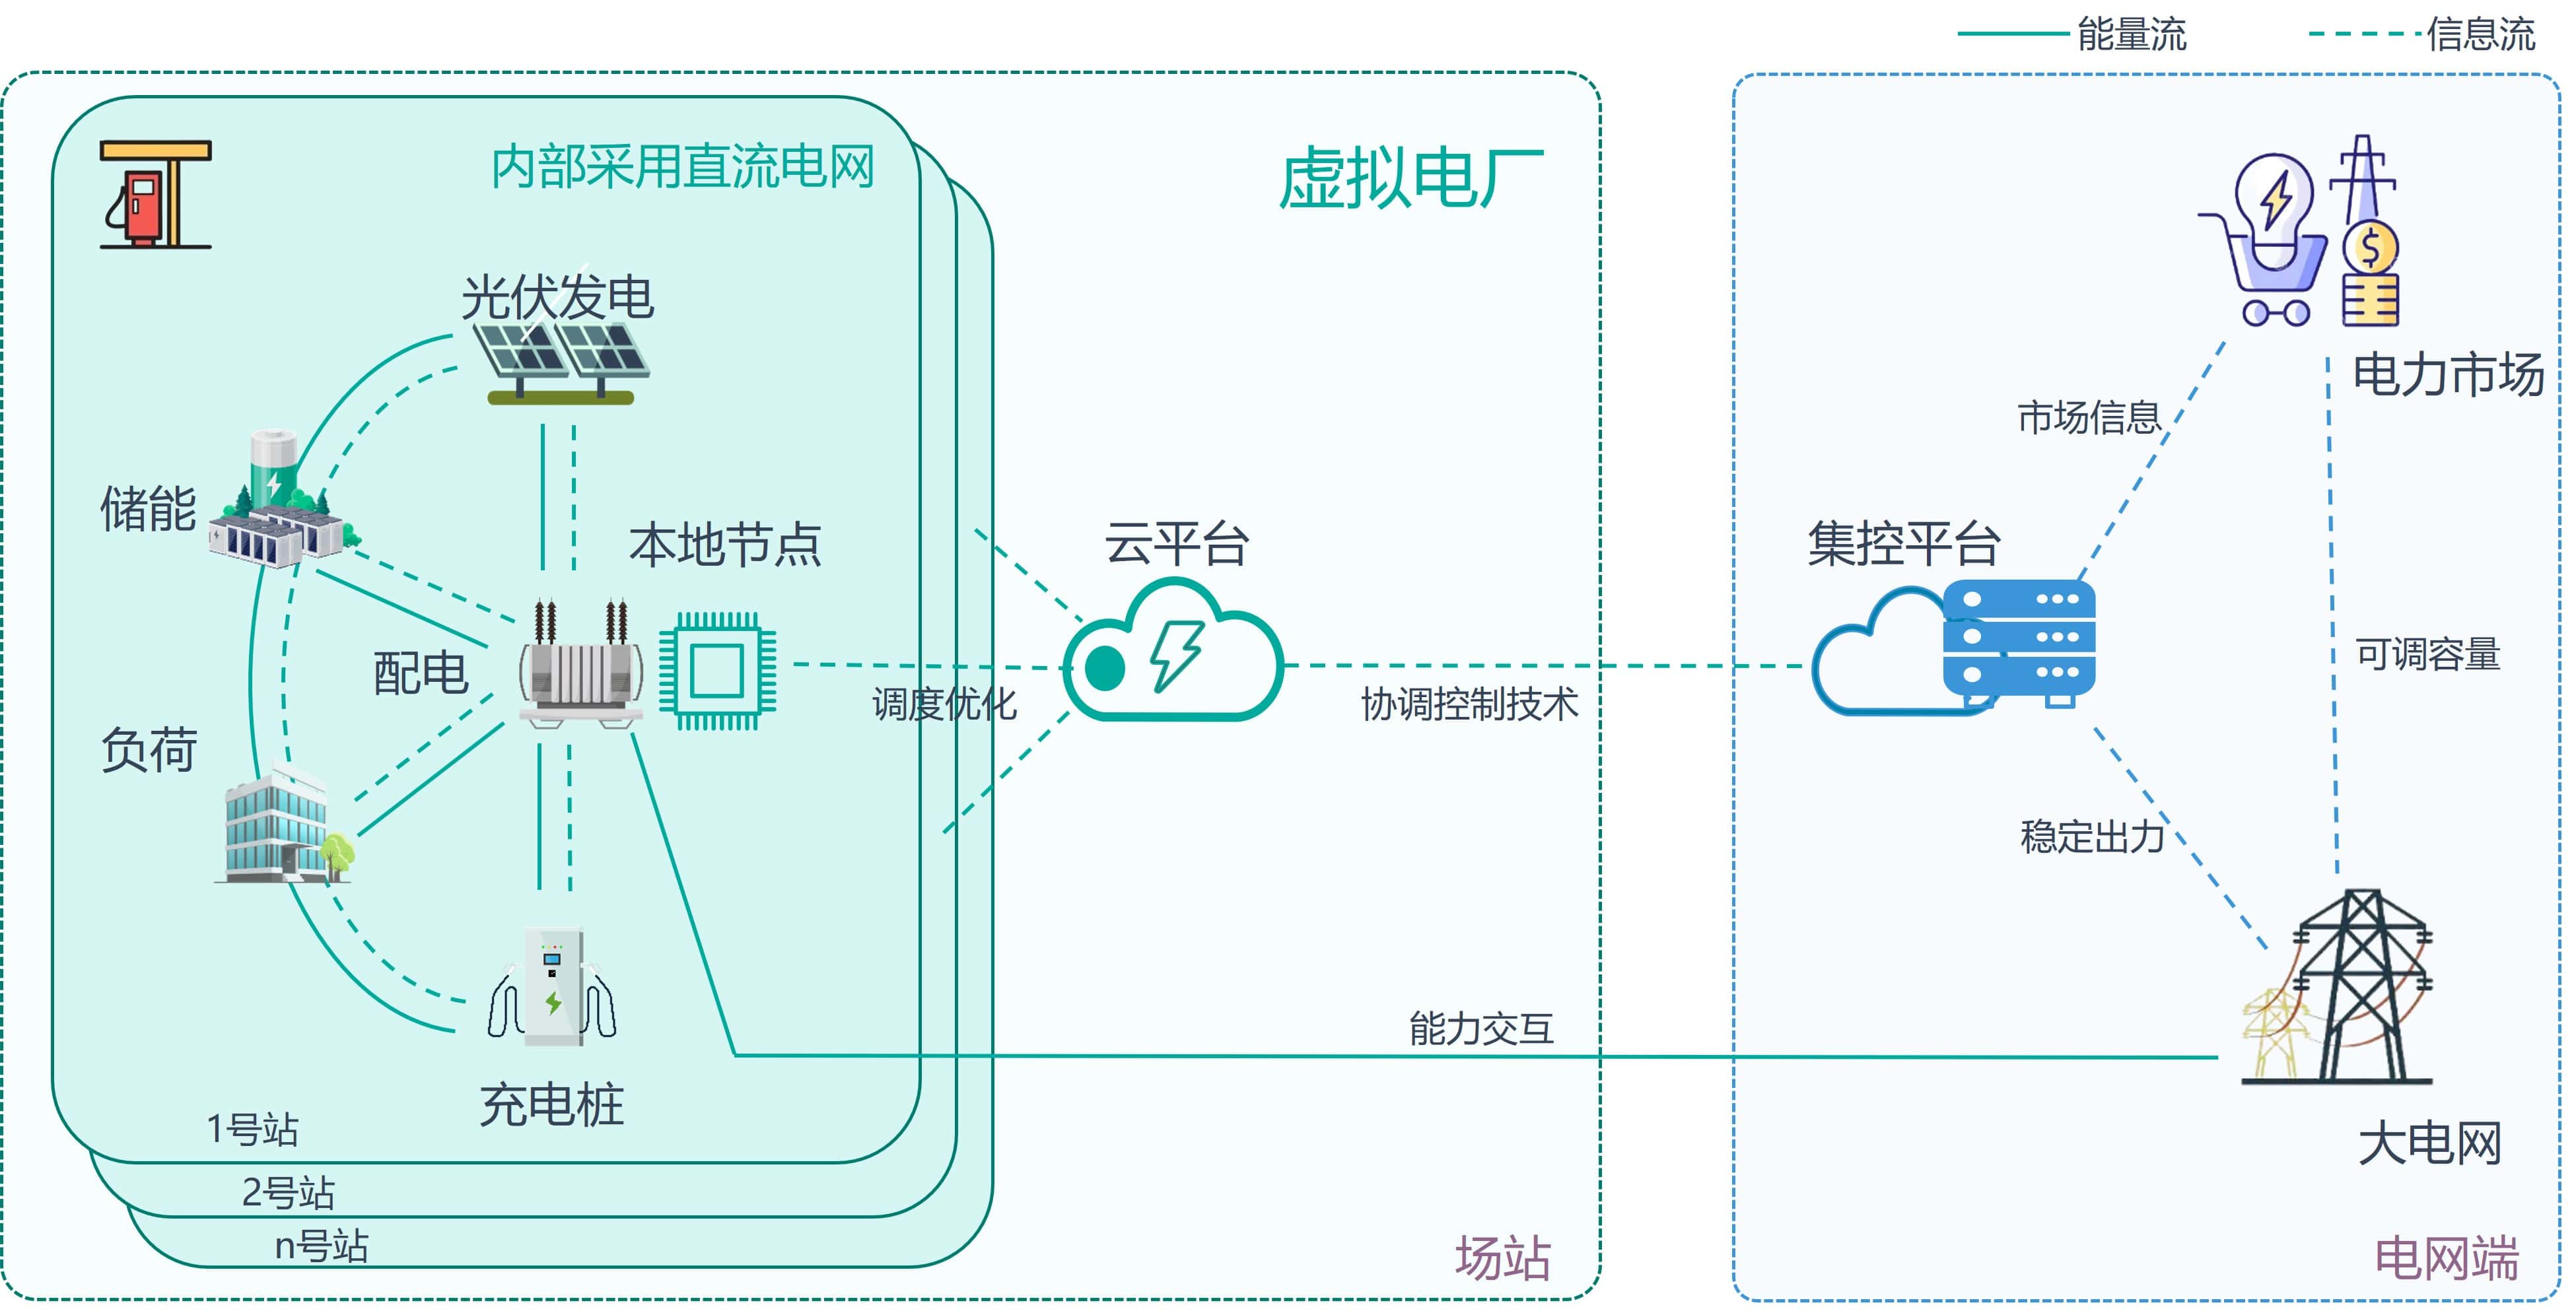 能量流
信息流
内部采用直流电网
虚拟电厂
光伏发电
电力市场
市场信息
储能
本地节点
云平台
集控平台
配电
可调容量
调度优化
协调控制技术
负荷
稳定出力
能力交互
充电桩
1号站
大电网
2号站
n号站
场站
电网端